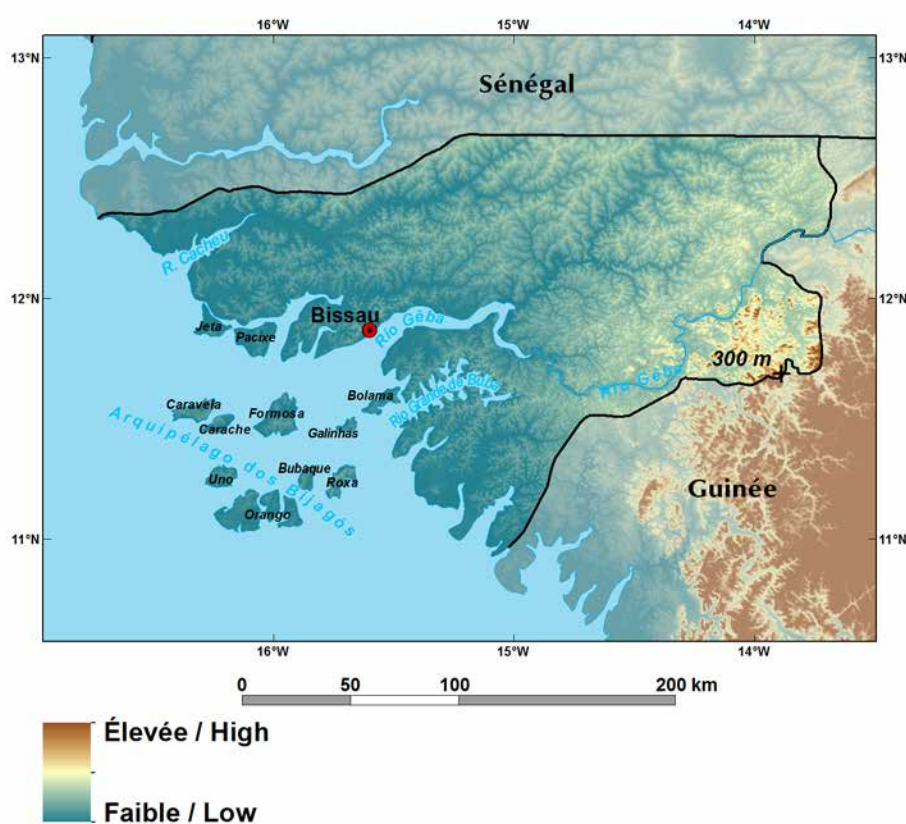 16°W
15°W
14°W
13°N
13°N
Sénégal
R. Cacheu
12°N
12°N
Bissau
Rio Gêba
Jeta
Pacixe
300 m
Rio Gêba
Bolama
Rio Grande de Buba
Caravela
Formosa
Carache
Galinhas
Arquipélago dos Bijagós
Bubaque
Uno
Roxa
Guinée
Orango
11°N
11°N
16°W
15°W
14°W
0
50
100
200 km
Élevée / High
Faible / Low